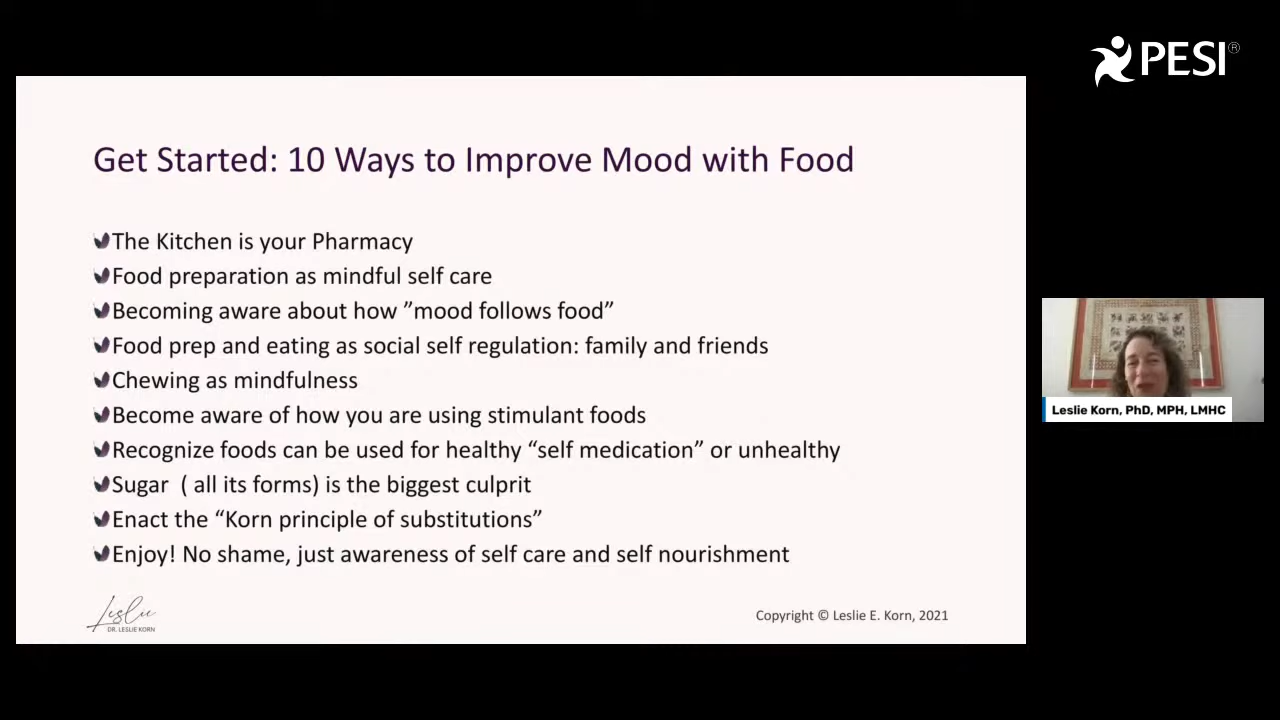 PESI®
Get Started: 10 Ways to Improve Mood with Food
The Kitchen is your Pharmacy
Food preparation as mindful self care
Becoming aware about how ”mood follows food”
Food prep and eating as social self regulation: family and friends
Chewing as mindfulness
Become aware of how you are using stimulant foods
Recognize foods can be used for healthy “self medication” or unhealthy
Sugar ( all its forms) is the biggest culprit
Enact the “Korn principle of substitutions”
Enjoy! No shame, just awareness of self care and self nourishment
Leslie
DR. LESLIE KORN
Copyright © Leslie E. Korn, 2021
Leslie Korn, PhD, MPH, LMHC